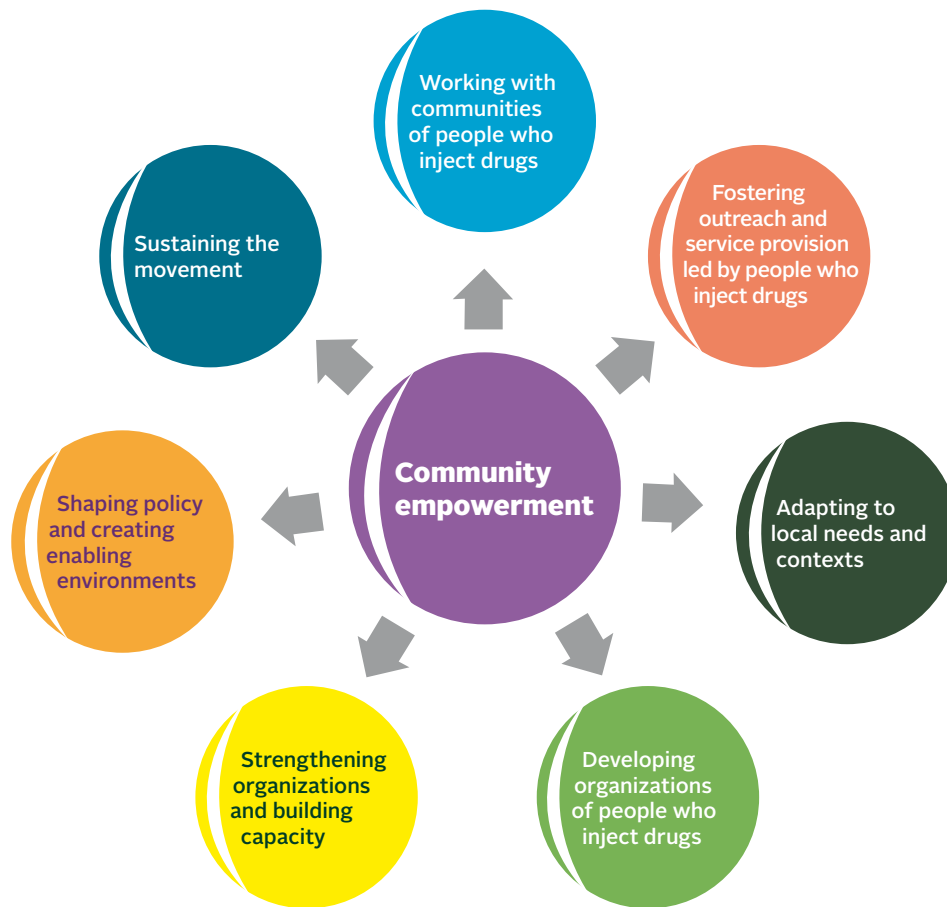 Working with
communities
of people who
inject drugs
Fostering
outreach and
service provision
led by people who
inject drugs
Adapting to
local needs and
contexts
Developing
organizations
of people who
inject drugs
Strengthening
organizations
and building
capacity
Shaping policy
and creating
enabling
environments
Sustaining the
movement
Community
empowerment